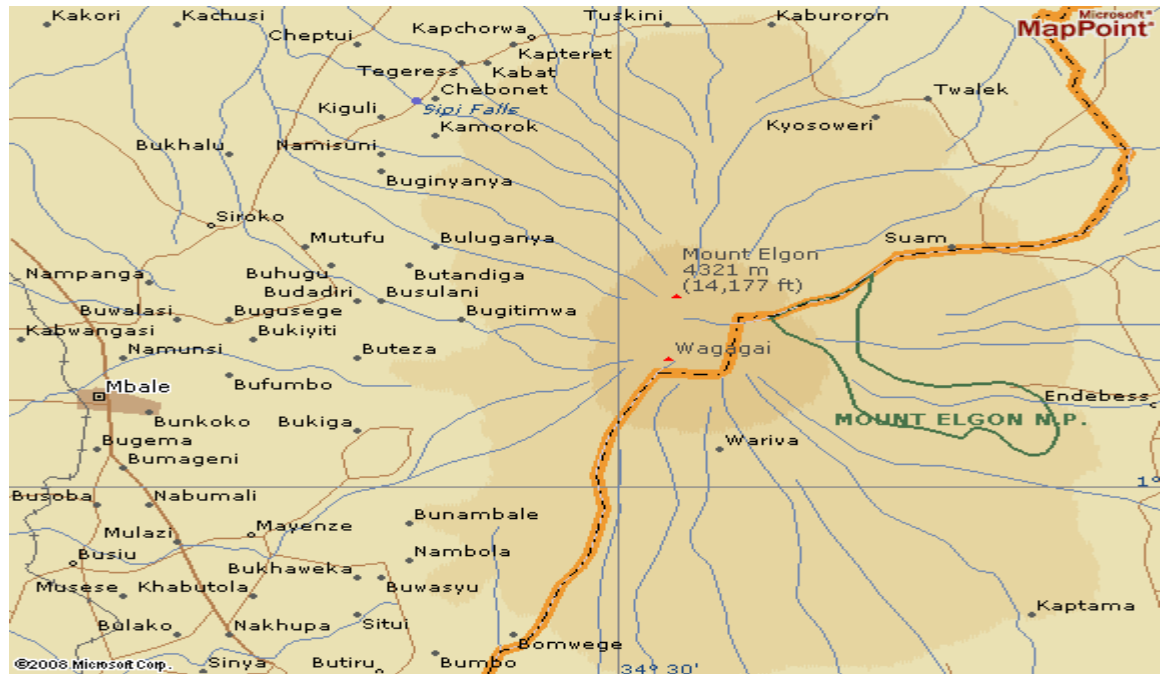 Kakori
Kachusi
Tuskini
Kaburoron
Microsoft®
MapPoint®
Cheptui
Kapchorwa
Kapteret
Tegeress
Kabat
Chebonet
Twalek
Kiguli
Sipi Falls
Kamorok
Kyosoweri
Bukhalu
Namisuni
Buginyanya
Siroko
Mutufu
Buluganya
Suam
Mount Elgon
4321 m
(14,177 ft)
Nampanga
Buhugu
Butandiga
Budadiri
Busulani
Buwalasi
Bugusege
Bugitimwa
Kabwangasi
Bukiyiti
Namunsi
Buteza
Wagagai
Mbale
Bufumbo
Endebess
Bunkoko
Bukiga
MOUNT ELGON N.P.
Bugema
Wariva
Bumageni
1°
Busoba
Nabumali
Bunambale
Mulazi
Mayenze
Busiu
Nambola
Bukhaweka
Musese
Khabutola
Buwasyu
Kaptama
Bulako
Nakhupa
Situi
Bomwege
©2008 Microsoft Corp.
Sinya
Butiru
Bumbo
34° 30'